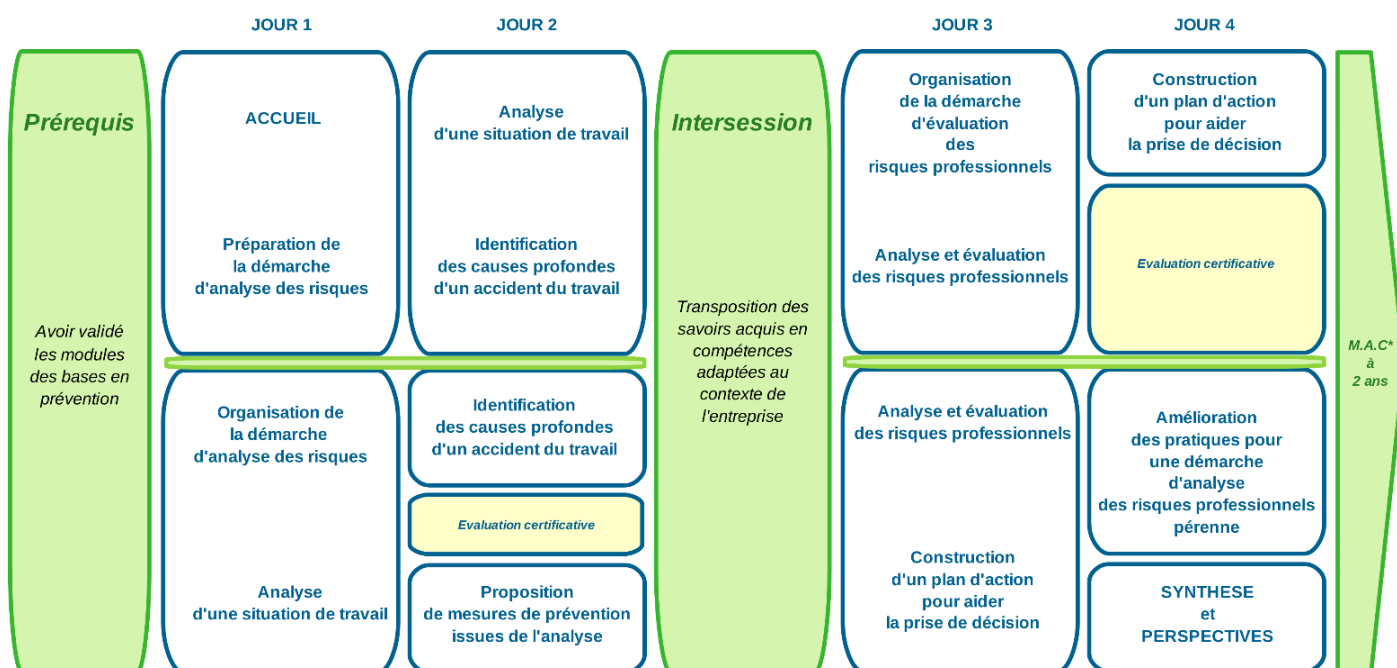 JOUR 1
JOUR 2
JOUR 3
JOUR 4
Prérequis
Avoir validé
les modules
des bases en
prévention
ACCUEIL
Préparation de
la démarche
d'analyse des risques
Organisation de
la démarche
d'analyse des risques
Analyse
d'une situation de travail
Analyse
d'une situation de travail
Identification
des causes profondes
d'un accident du travail
Identification
des causes profondes
d'un accident du travail
Evaluation certificative
Proposition
de mesures de prévention
issues de l'analyse
Intersession
Transposition des
savoirs acquis en
compétences
adaptées au
contexte de
l'entreprise
Organisation
de la démarche
d'évaluation
des
risques professionnels
Analyse et évaluation
des risques professionnels
Analyse et évaluation
des risques professionnels
Construction
d'un plan d'action
pour aider
la prise de décision
Construction
d'un plan d'action
pour aider
la prise de décision
Evaluation certificative
Amélioration
des pratiques pour
une démarche
d'analyse
des risques professionnels
pérenne
SYNTHESE
et
PERSPECTIVES
M.A.C*
à
2 ans